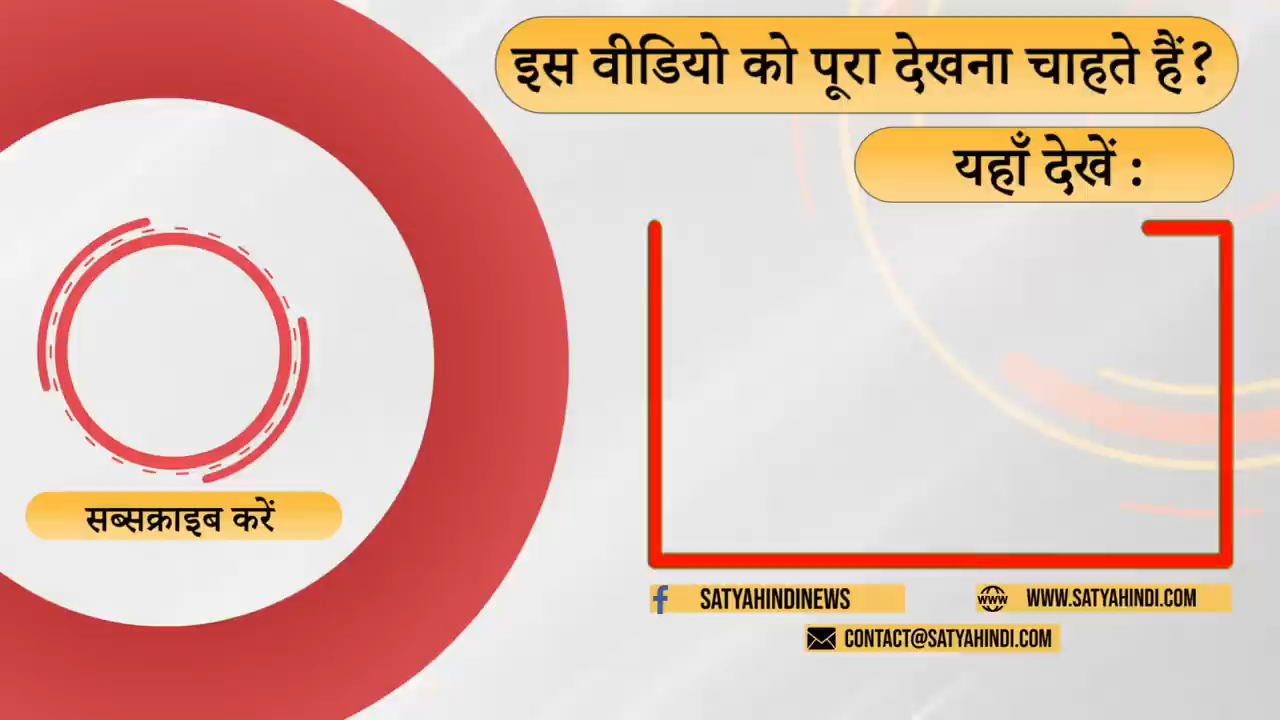 इस वीडियो को पूरा देखना चाहते हैं?
यहाँ देखें :
सब्सक्राइब करें
SATYAHINDINEWS
WWW.SATYAHINDI.COM
CONTACT@SATYAHINDI.COM